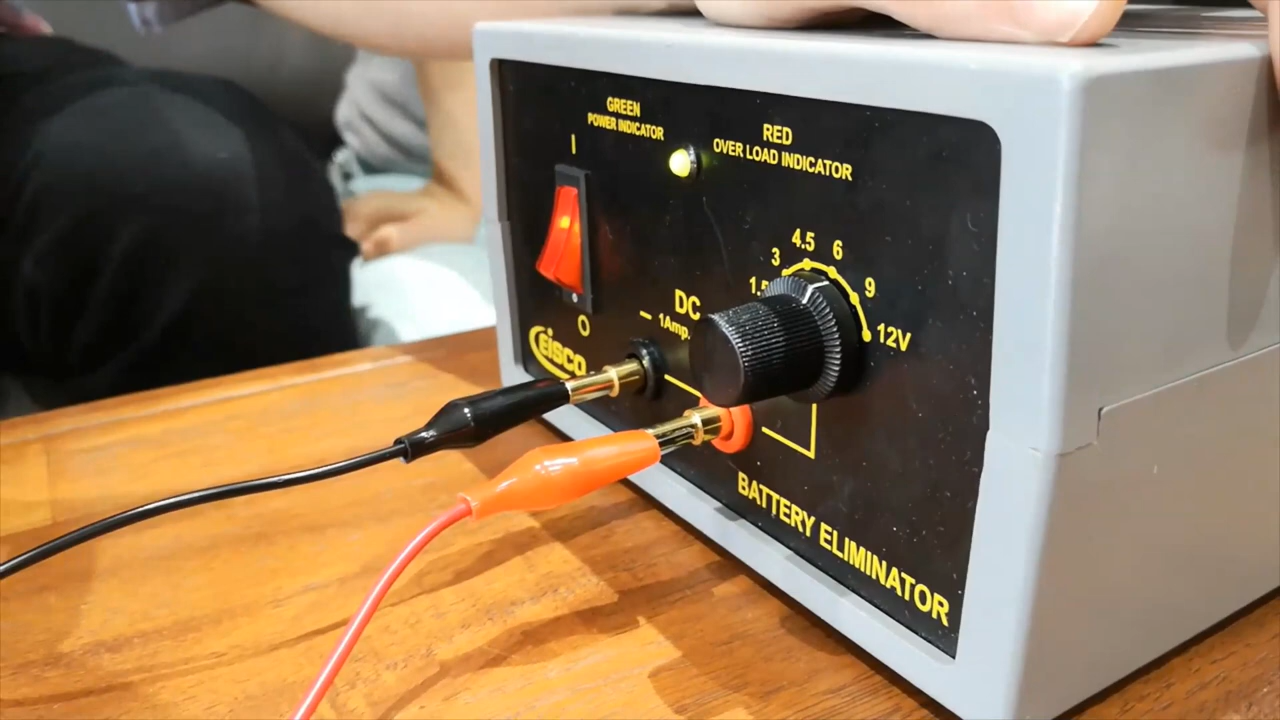 GREEN
POWER INDICATOR
RED
OVER LOAD INDICATOR
I
3
4.5
6
9
12V
DC
1Amp.
O
EISCO
BATTERY ELIMINATOR